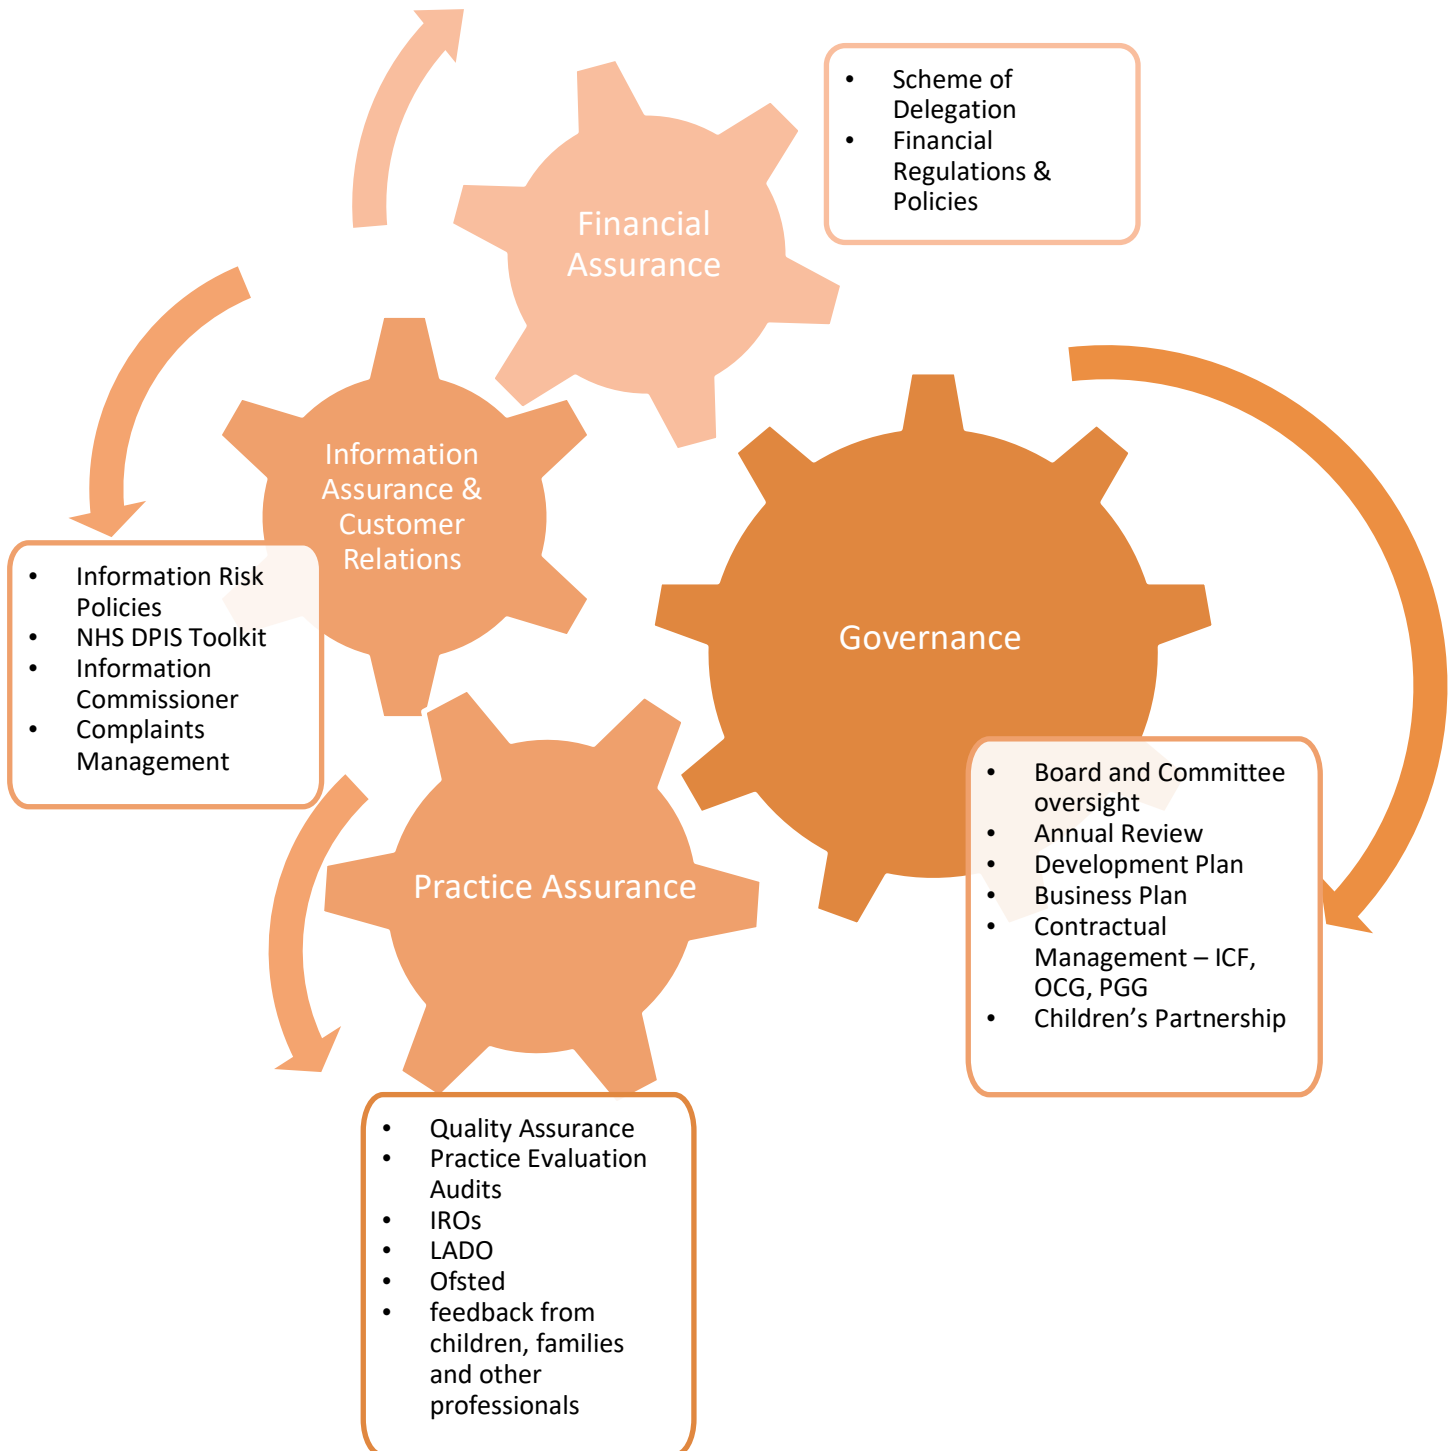 • Scheme of
Delegation
• Financial
Regulations &
Policies
Financial
Assurance
Information
Assurance &
Customer
Relations
• Information Risk
Policies
• NHS DPIS Toolkit
• Information
Commissioner
• Complaints
Management
Governance
• Board and Committee
oversight
• Annual Review
• Development Plan
• Business Plan
• Contractual
Management – ICF,
OCG, PGG
• Children’s Partnership
Practice Assurance
• Quality Assurance
• Practice Evaluation
Audits
• IROs
• LADO
• Ofsted
• feedback from
children, families
and other
professionals